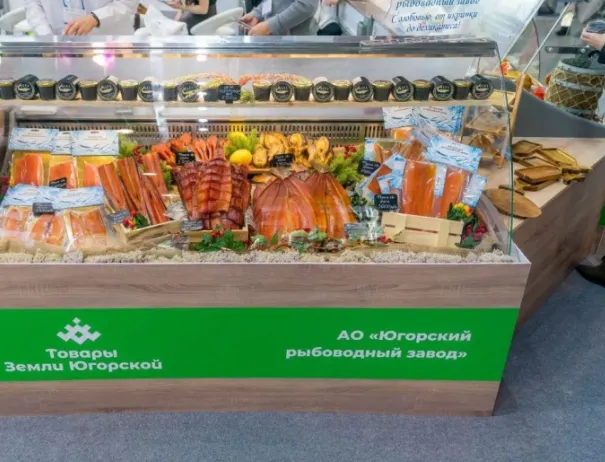 рыбоводный завод
С любовью: от икринки
до деликатеса!
Товары
Земли Югорской
АО «Югорский
рыбоводный завод»